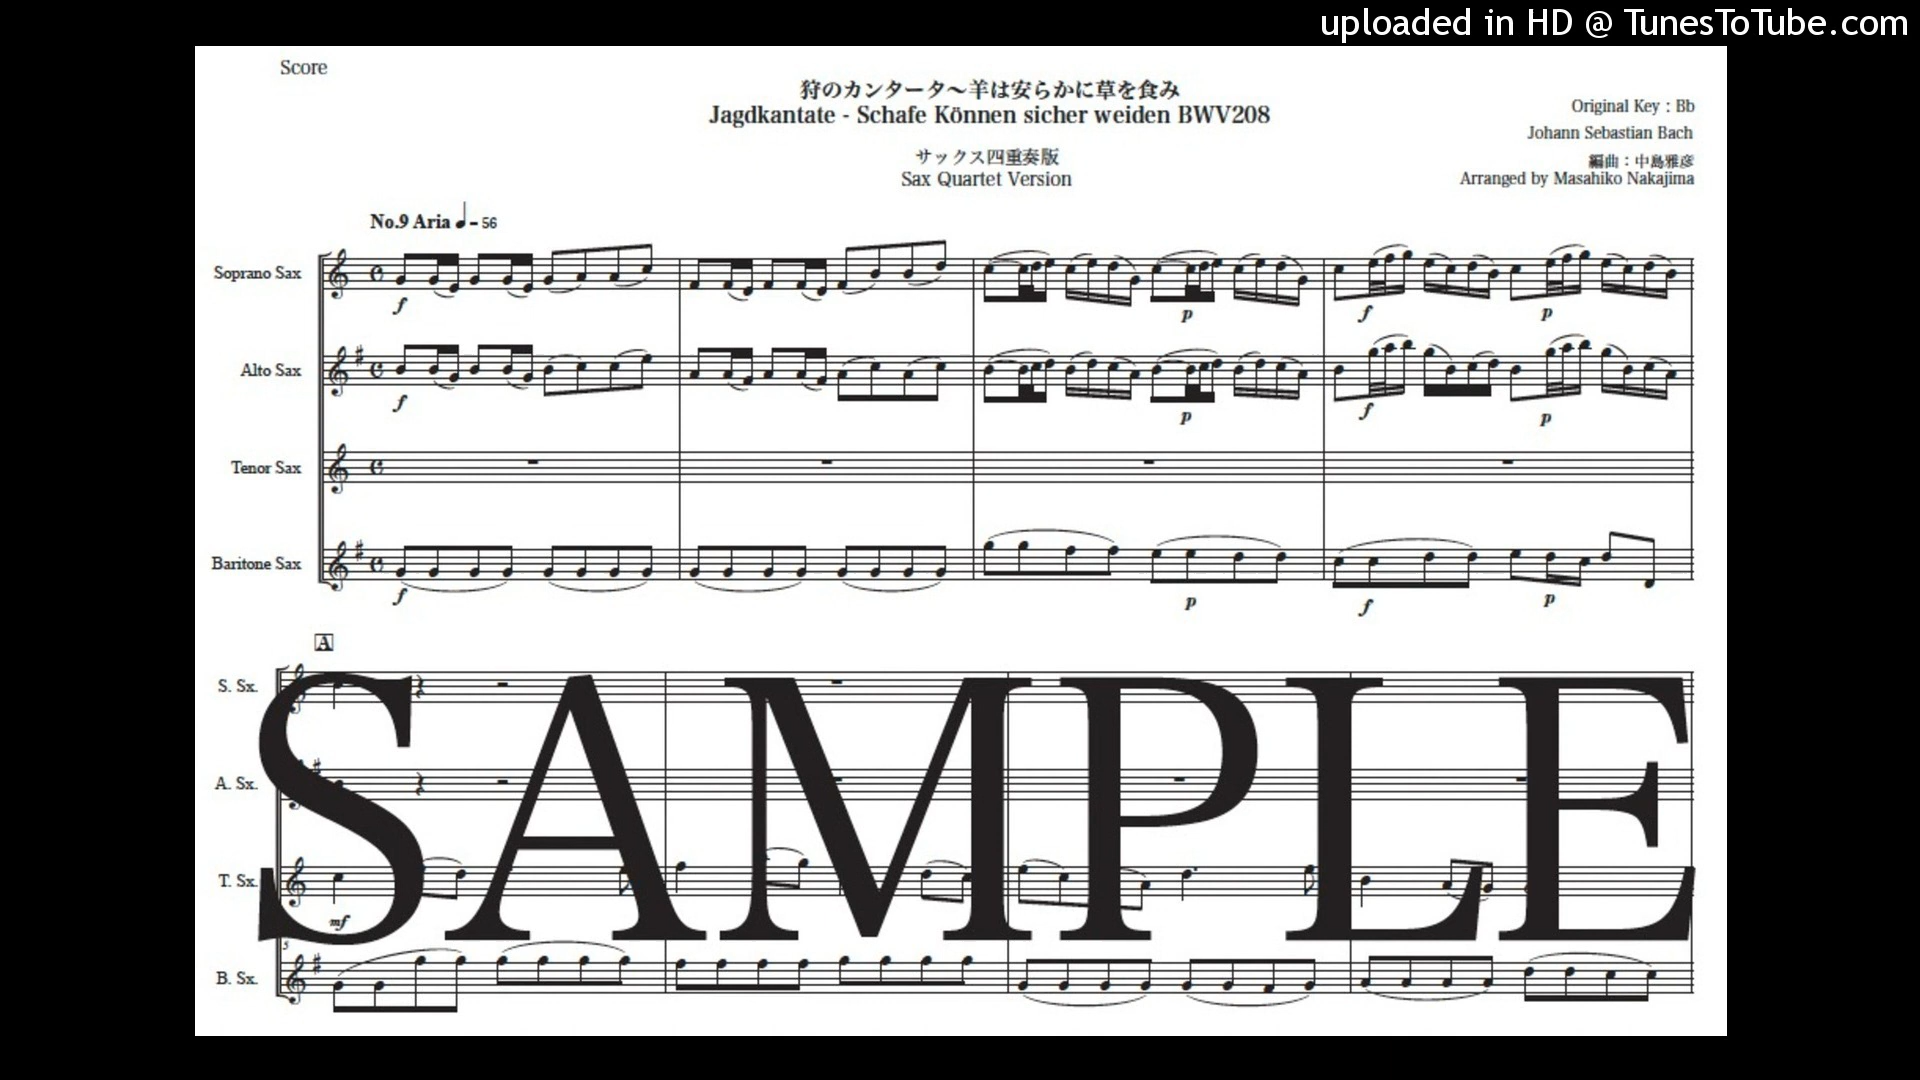 uploaded in HD @ TunesToTube.com
Score
狩のカンタータ～羊は安らかに草を食み
Jagdkantate - Schafe Können sicher weiden BWV208
Original Key : Bb
Johann Sebastian Bach
サックス四重奏版
編曲：中島雅彦
Sax Quartet Version
Arranged by Masahiko Nakajima
No.9 Aria ♩= 56
Soprano Sax
f
p
f
p
Alto Sax
f
p
f
p
Tenor Sax
Baritone Sax
f
p
f
p
A
S. Sx.
SAMPLE
A. Sx.
T. Sx.
mf
5
B. Sx.